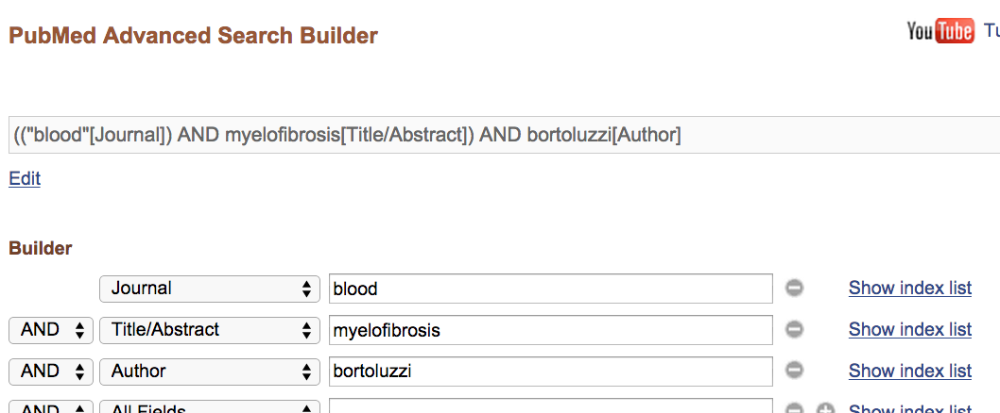 PubMed Advanced Search Builder
YouTube Tu
(("blood"[Journal]) AND myelofibrosis[Title/Abstract]) AND bortoluzzi[Author]
Edit
Builder
Journal blood Show index list
AND Title/Abstract myelofibrosis Show index list
AND Author bortoluzzi Show index list
AND All Fields Show index list